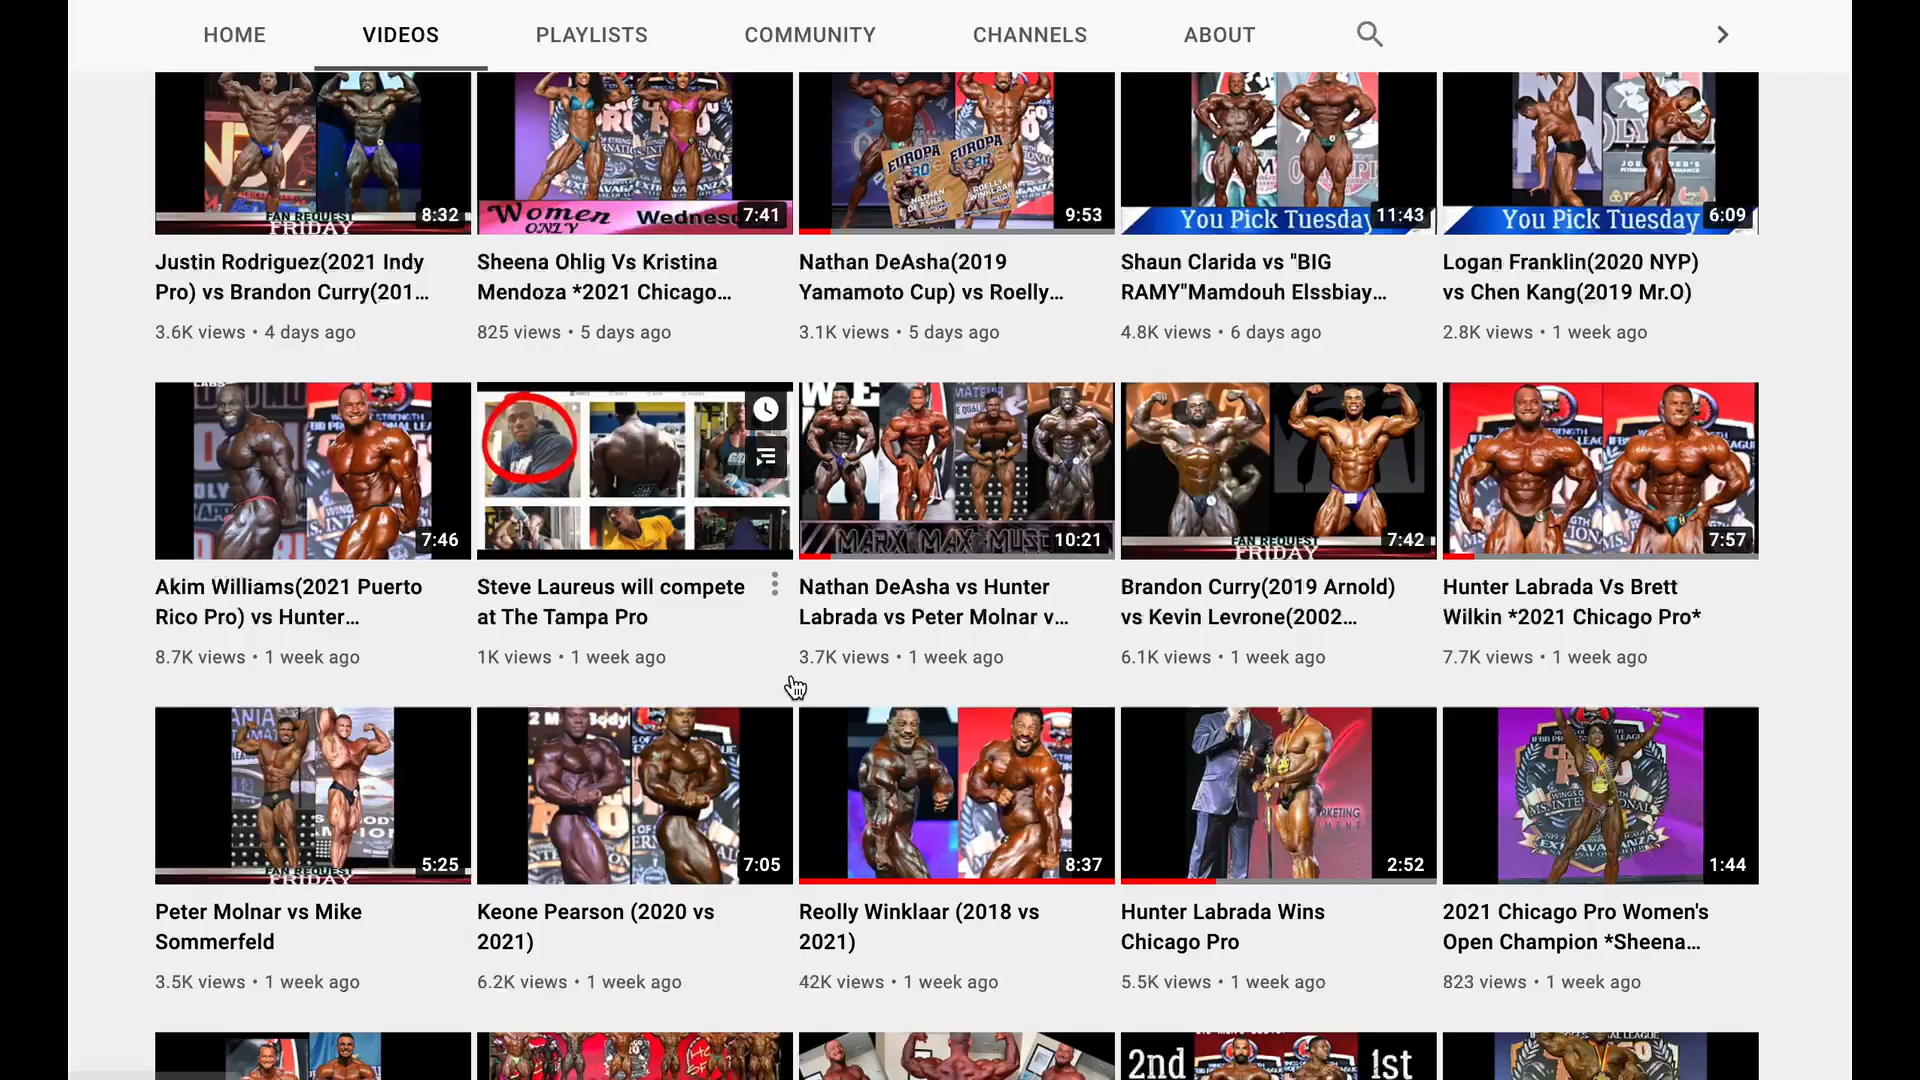 HOME VIDEOS PLAYLISTS COMMUNITY CHANNELS ABOUT
FAN REQUEST
FRIDAY
8:32
Women
ONLY
7:41
EUROPA
EUROPA
NATHAN
DE ASHA
ROELLY
WINKLAAR
9:53
You Pick Tuesday
11:43
You Pick Tuesday
6:09
Justin Rodriguez(2021 Indy
Pro) vs Brandon Curry(201...
3.6K views • 4 days ago
Sheena Ohlig Vs Kristina
Mendoza *2021 Chicago...
825 views • 5 days ago
Nathan DeAsha(2019
Yamamoto Cup) vs Roelly...
3.1K views • 5 days ago
Shaun Clarida vs "BIG
RAMY"Mamdouh Elssbiay...
4.8K views • 6 days ago
Logan Franklin(2020 NYP)
vs Chen Kang(2019 Mr.O)
2.8K views • 1 week ago
7:46
MARX MAX MUSC
10:21
FAN REQUEST
FRIDAY
7:42
7:57
Akim Williams(2021 Puerto
Rico Pro) vs Hunter...
8.7K views • 1 week ago
Steve Laureus will compete
at The Tampa Pro
1K views • 1 week ago
Nathan DeAsha vs Hunter
Labrada vs Peter Molnar v...
3.7K views • 1 week ago
Brandon Curry(2019 Arnold)
vs Kevin Levrone(2002...
6.1K views • 1 week ago
Hunter Labrada Vs Brett
Wilkin *2021 Chicago Pro*
7.7K views • 1 week ago
FAN REQUEST
FRIDAY
5:25
7:05
8:37
2:52
1:44
Peter Molnar vs Mike
Sommerfeld
3.5K views • 1 week ago
Keone Pearson (2020 vs
2021)
6.2K views • 1 week ago
Reolly Winklaar (2018 vs
2021)
42K views • 1 week ago
Hunter Labrada Wins
Chicago Pro
5.5K views • 1 week ago
2021 Chicago Pro Women's
Open Champion *Sheena...
823 views • 1 week ago
2nd 1st